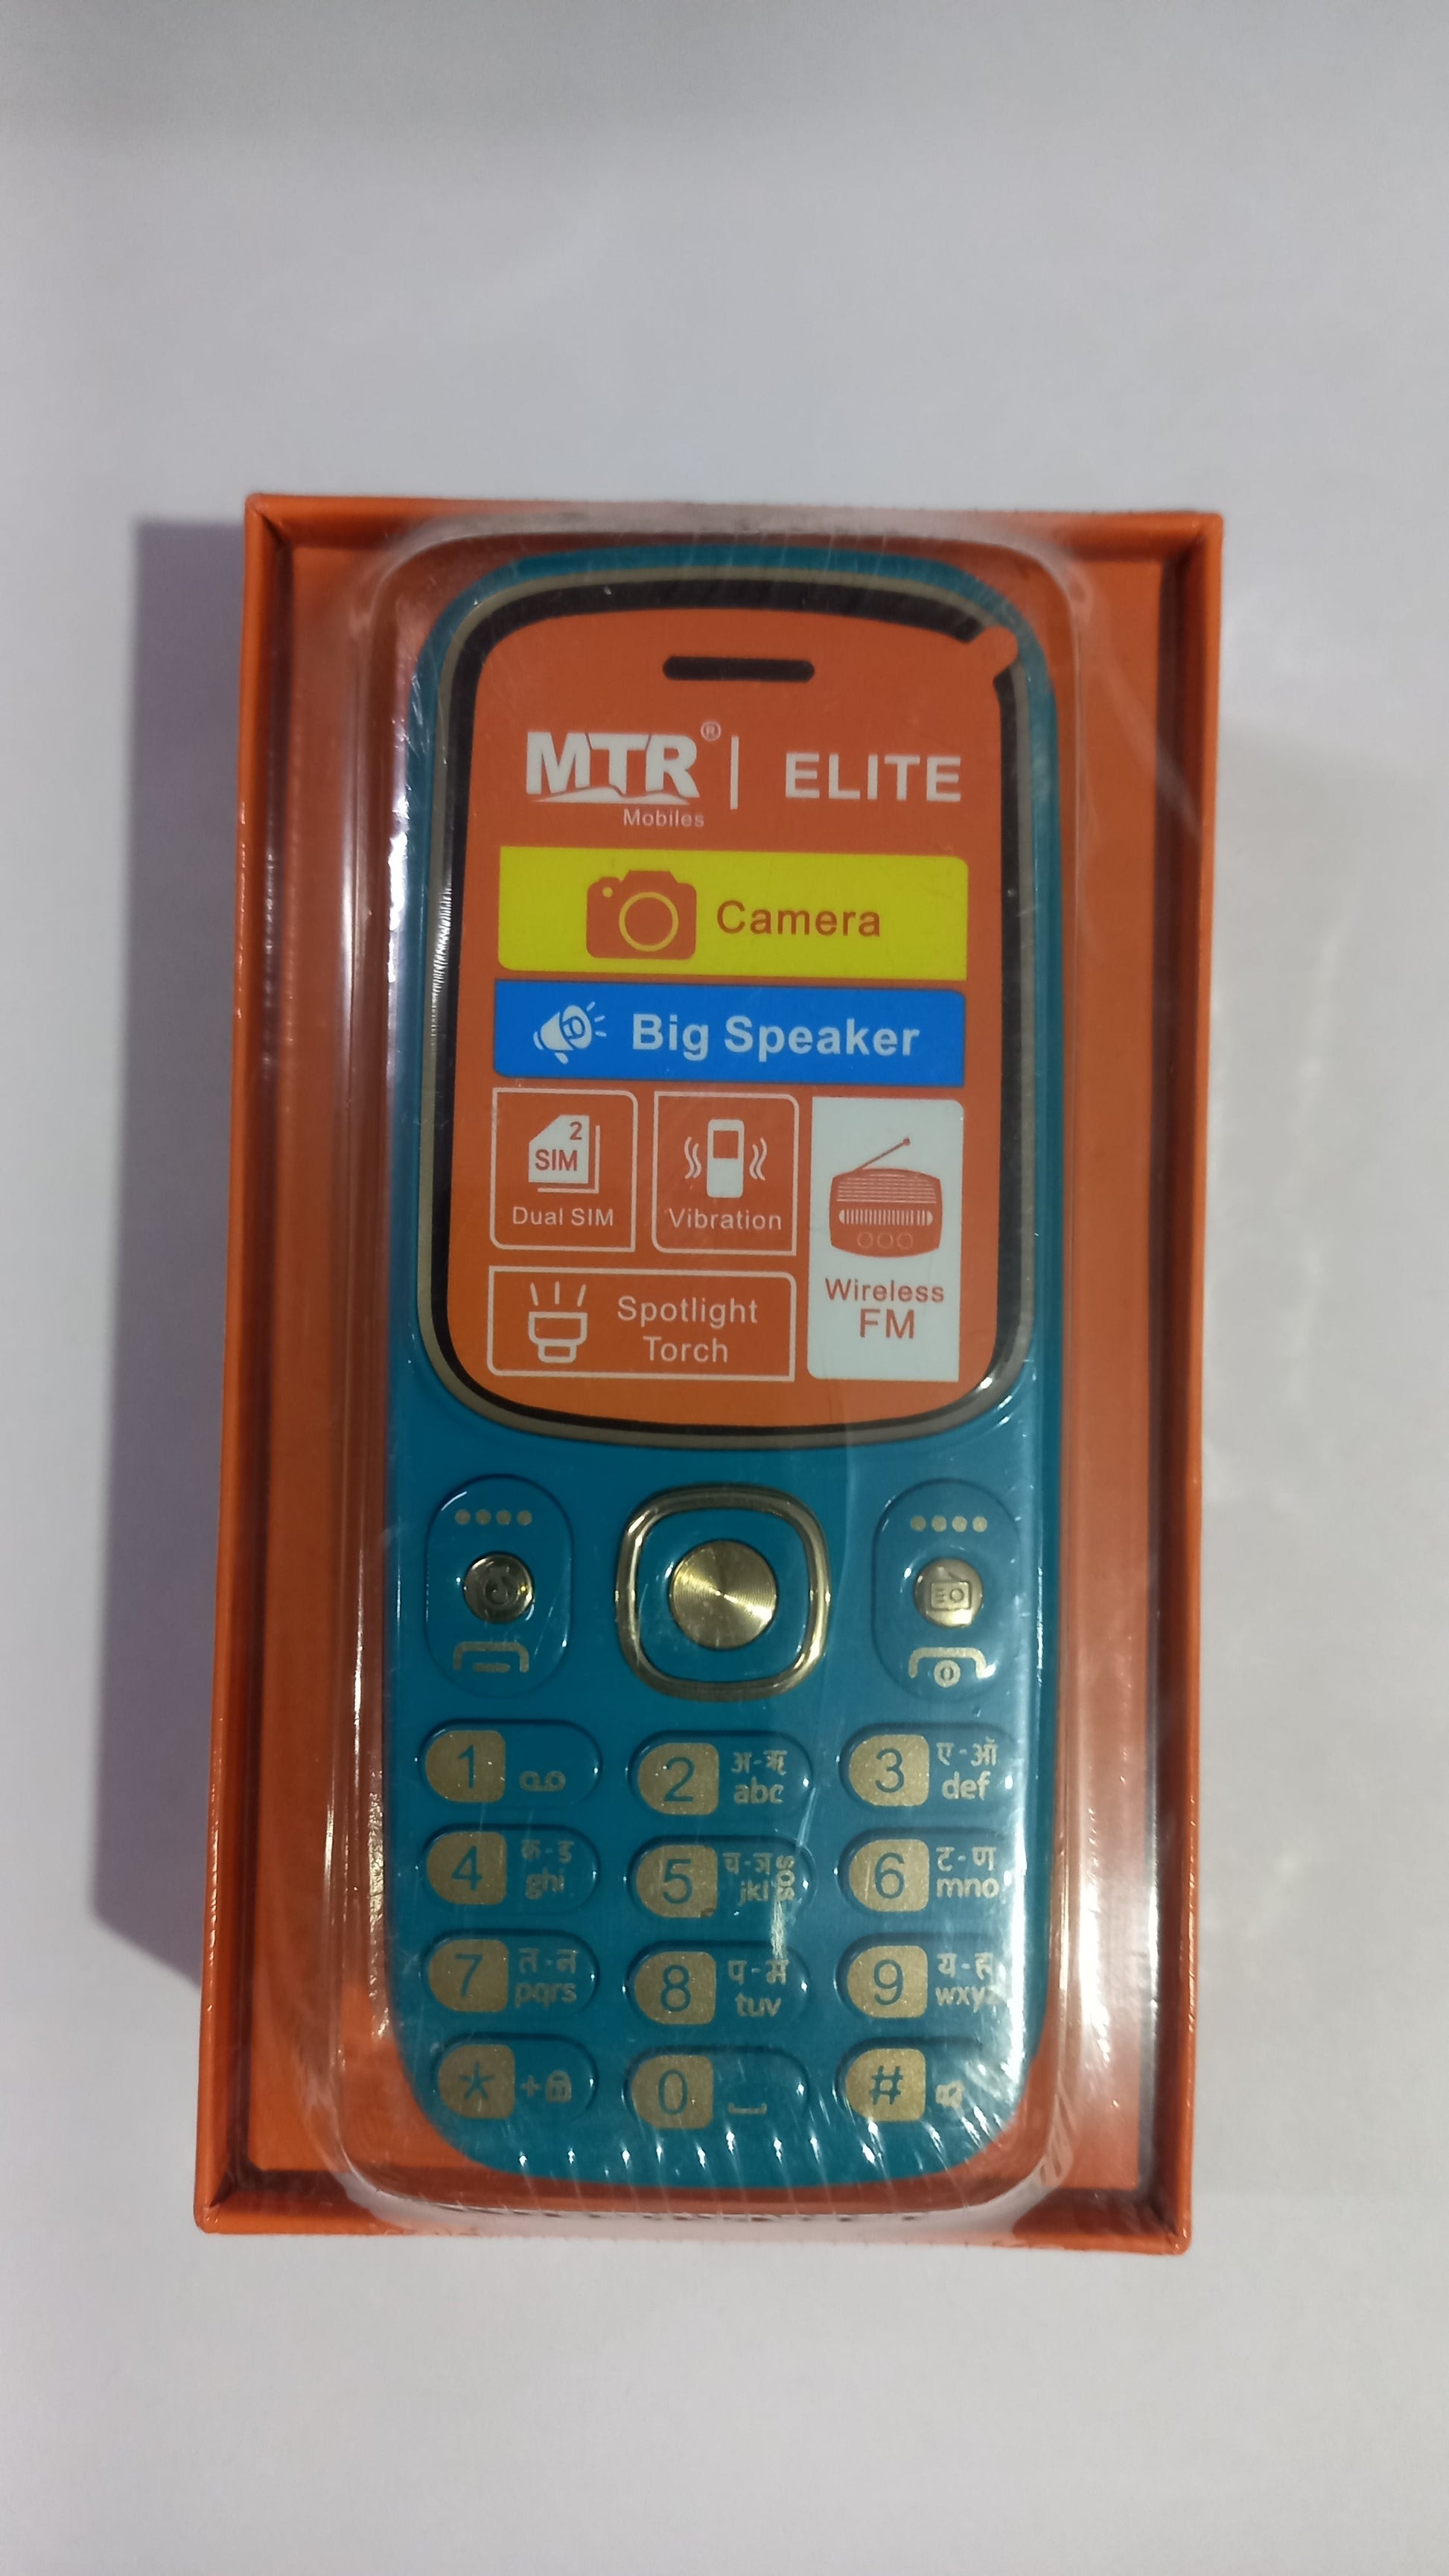 MTR® | ELITE
Mobiles
Camera
Big Speaker
2
SIM
Dual SIM
Vibration
Wireless
FM
Spotlight
Torch
1
2 अ-ऋ abc
3 ए-ऑ def
4 क-ङ ghi
5 च-ञ jkl SOS
6 ट-ण mno
7 त-न pqrs
8 प-म tuv
9 य-ह wxyz
* +
0
#